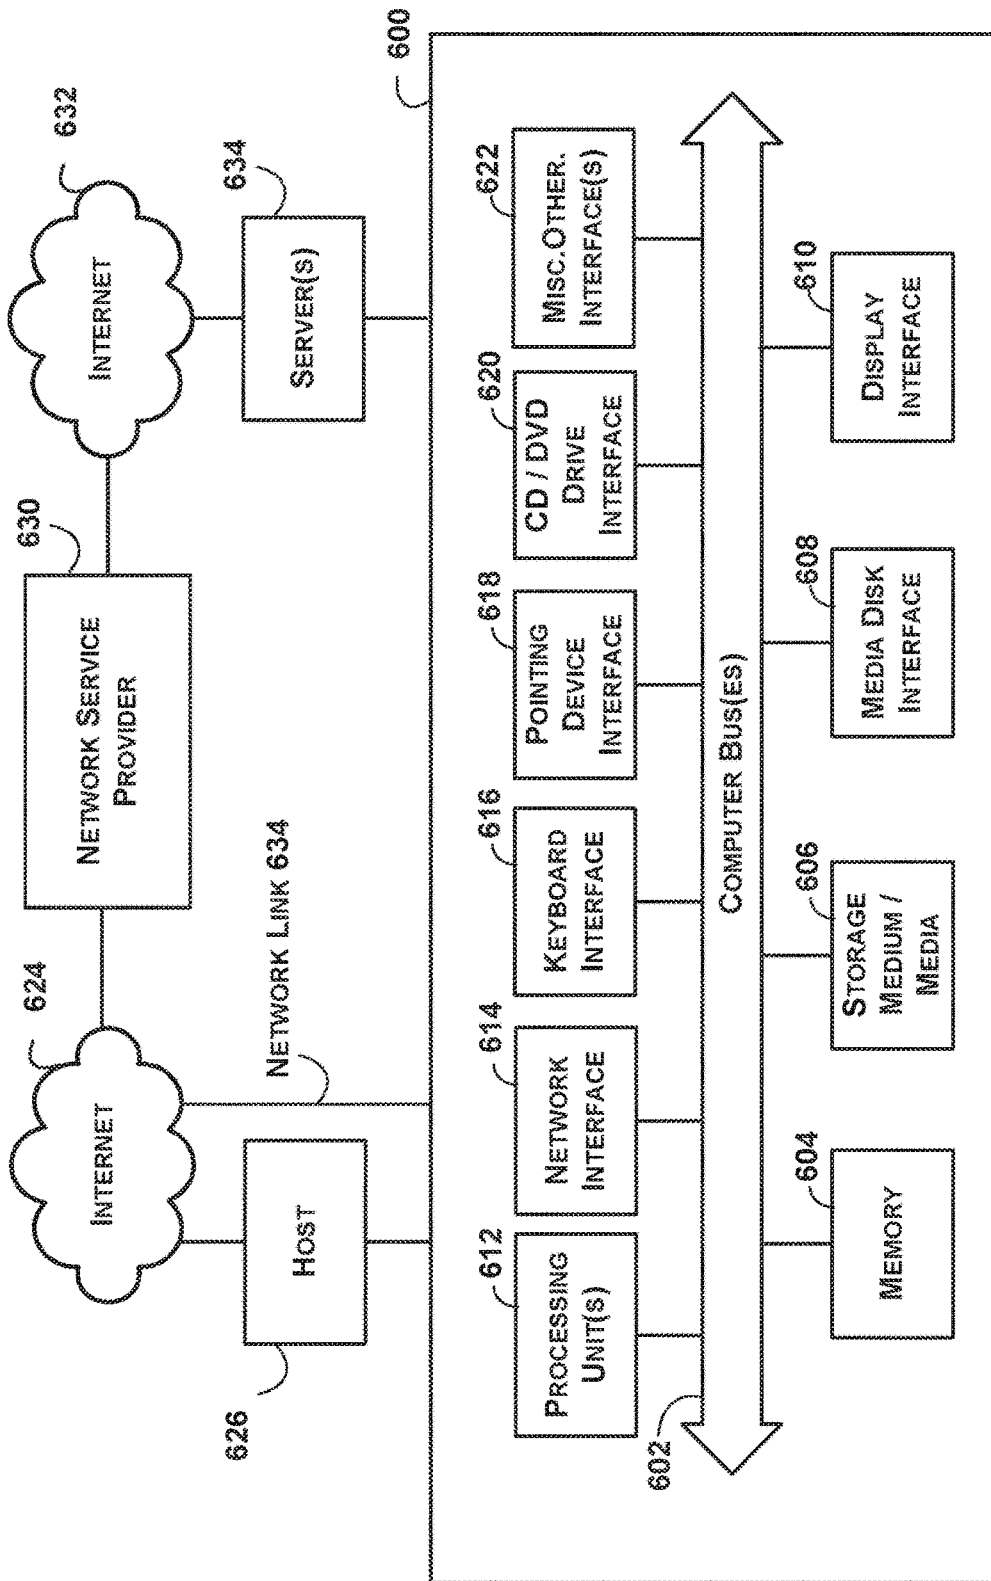 624
INTERNET
630
NETWORK SERVICE
PROVIDER
632
INTERNET
626
HOST
NETWORK LINK 634
634
SERVER(S)
600
612
PROCESSING
UNIT(S)
614
NETWORK
INTERFACE
616
KEYBOARD
INTERFACE
618
POINTING
DEVICE
INTERFACE
620
CD / DVD
DRIVE
INTERFACE
622
MISC.OTHER.
INTERFACE(S)
602
COMPUTER BUS(ES)
604
MEMORY
606
STORAGE
MEDIUM /
MEDIA
608
MEDIA DISK
INTERFACE
610
DISPLAY
INTERFACE